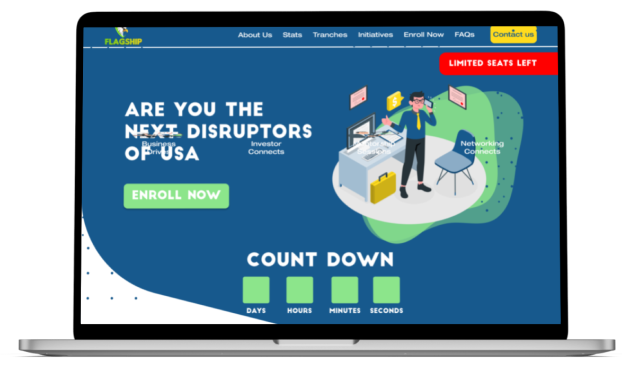 FLAGSHIP
About Us Stats Tranches Initiatives Enroll Now FAQs Contact us
LIMITED SEATS LEFT
ARE YOU THE
NEXT DISRUPTORS
OF USA
Business
Investor
Connects
Networking
Connects
ENROLL NOW
COUNT DOWN
DAYS HOURS MINUTES SECONDS